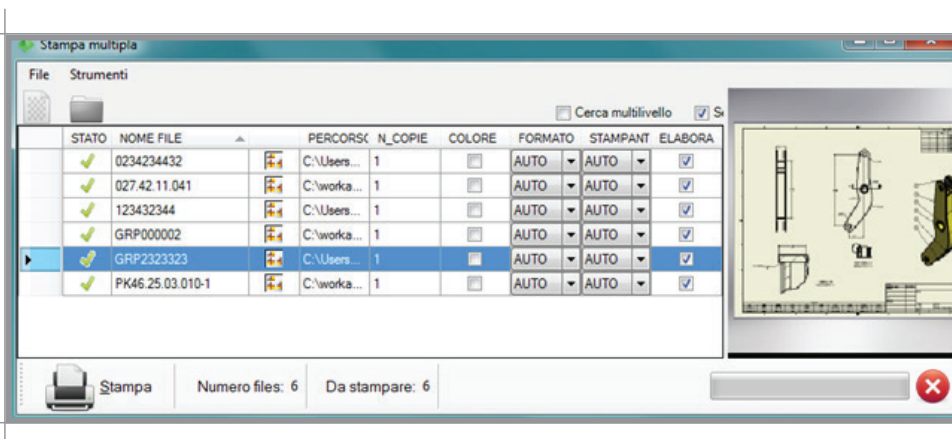 Stampa multipla
File Strumenti
Cerca multilivello
STATO NOME FILE PERCORSO N_COPIE COLORE FORMATO STAMPANT ELABORA
0234234432 C:\Users... 1 AUTO AUTO
027.42.11.041 C:\worka... 1 AUTO AUTO
123432344 C:\Users... 1 AUTO AUTO
GRP000002 C:\worka... 1 AUTO AUTO
GRP2323323 C:\Users... 1 AUTO AUTO
PK46.25.03.010-1 C:\worka... 1 AUTO AUTO
Stampa Numero files: 6 Da stampare: 6